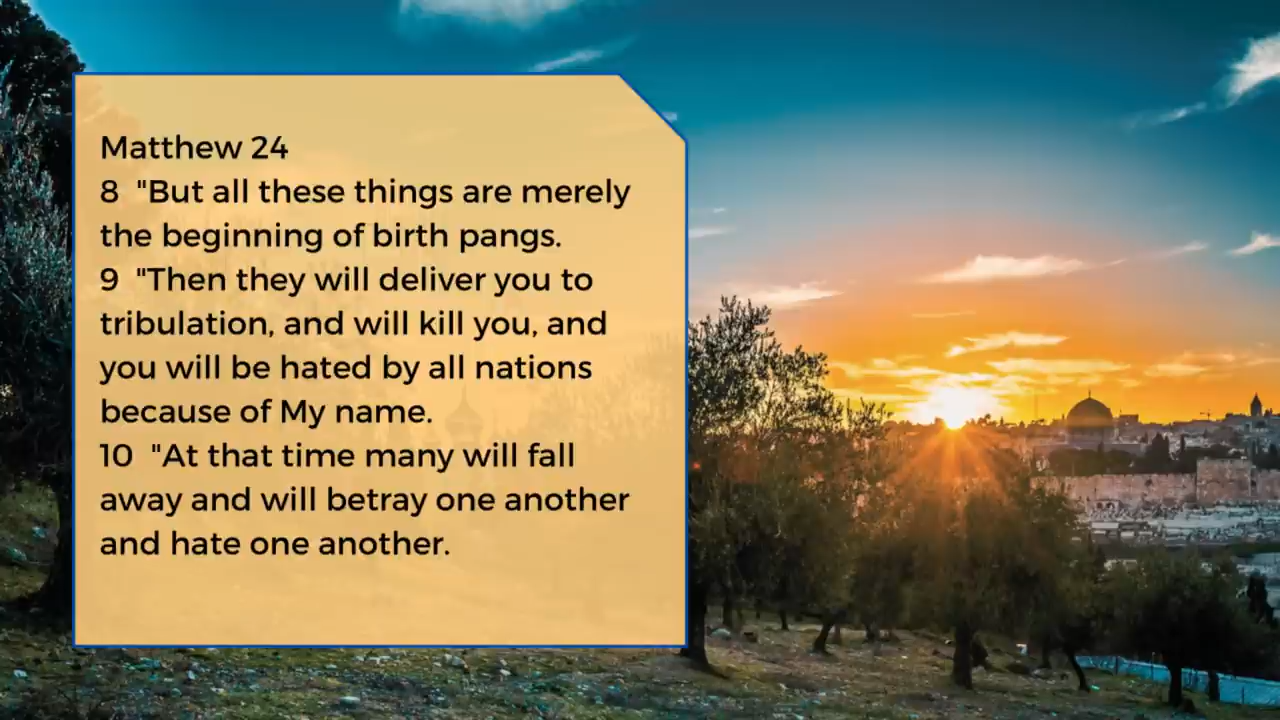 Matthew 24
8  "But all these things are merely
the beginning of birth pangs.
9  "Then they will deliver you to
tribulation, and will kill you, and
you will be hated by all nations
because of My name.
10  "At that time many will fall
away and will betray one another
and hate one another.